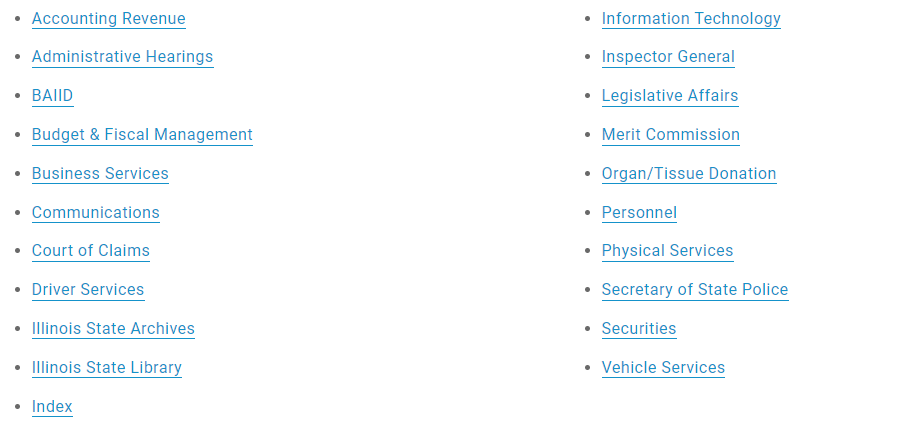 Accounting Revenue
Administrative Hearings
BAIID
Budget & Fiscal Management
Business Services
Communications
Court of Claims
Driver Services
Illinois State Archives
Illinois State Library
Index
Information Technology
Inspector General
Legislative Affairs
Merit Commission
Organ/Tissue Donation
Personnel
Physical Services
Secretary of State Police
Securities
Vehicle Services